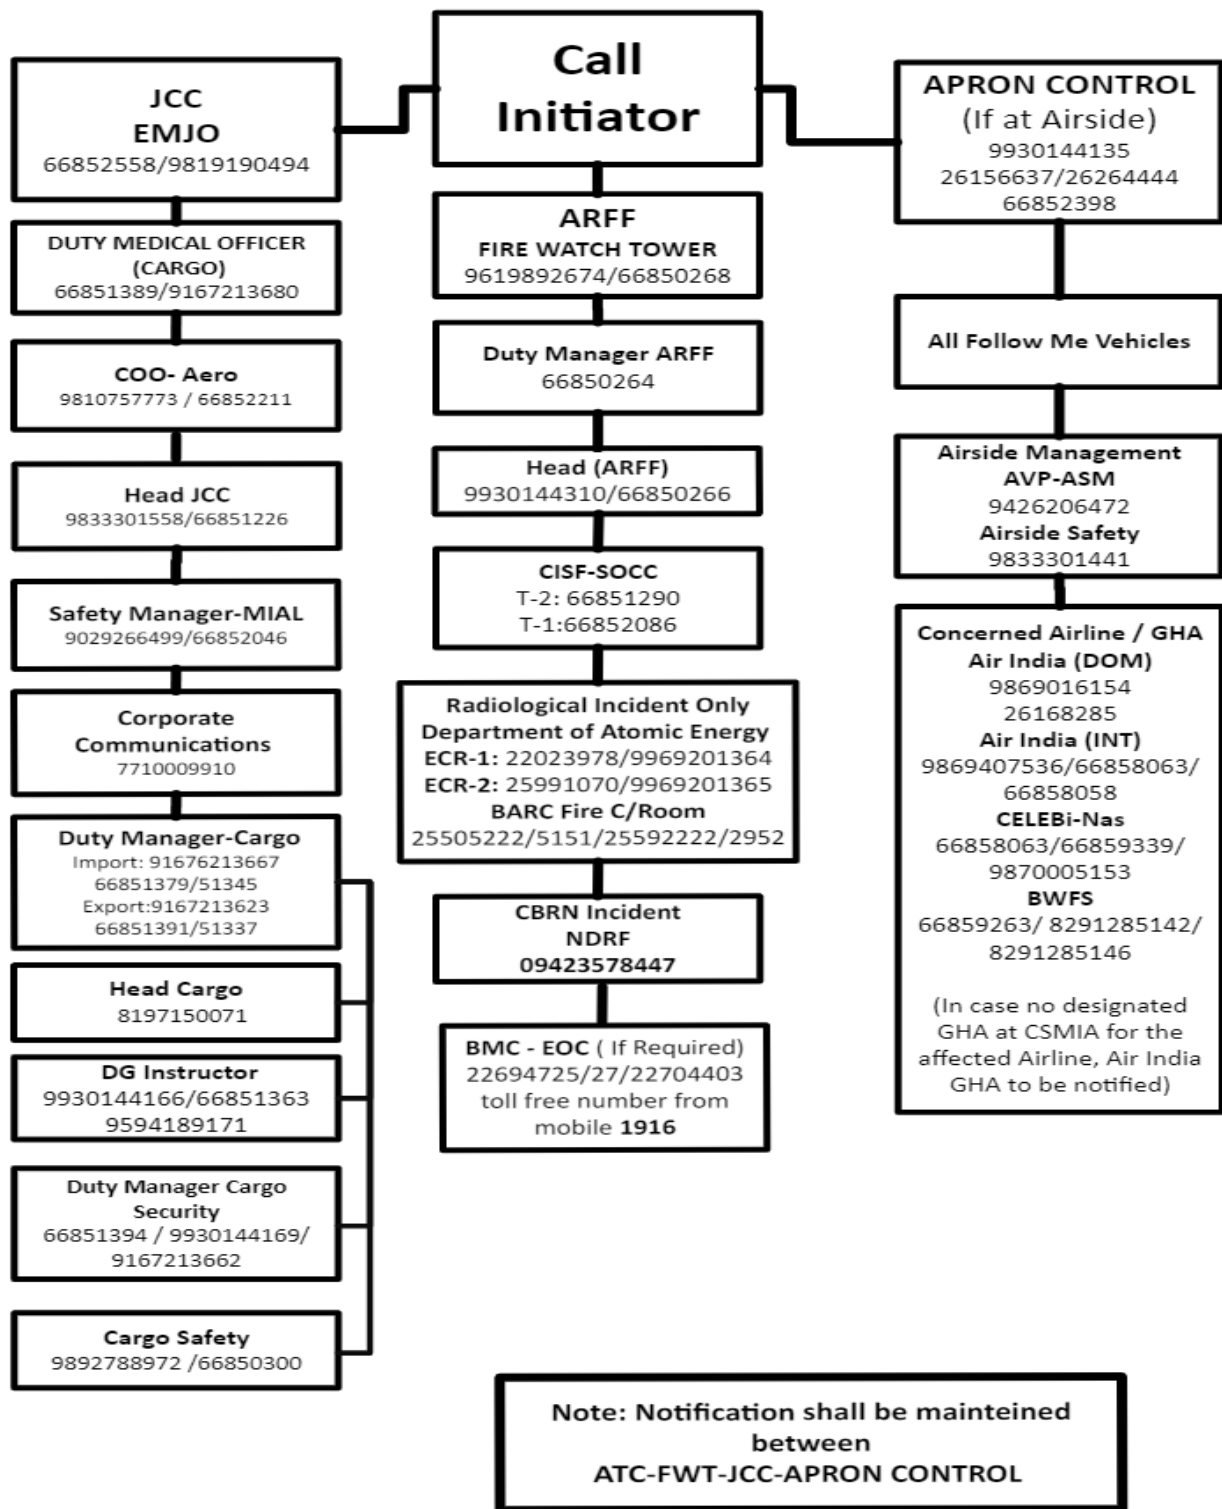 Call
Initiator
JCC
EMJO
66852558/9819190494
DUTY MEDICAL OFFICER
(CARGO)
66851389/9167213680
COO- Aero
9810757773 / 66852211
Head JCC
9833301558/66851226
Safety Manager-MIAL
9029266499/66852046
Corporate
Communications
7710009910
Duty Manager-Cargo
Import: 91676213667
66851379/51345
Export:9167213623
66851391/51337
Head Cargo
8197150071
DG Instructor
9930144166/66851363
9594189171
Duty Manager Cargo
Security
66851394 / 9930144169/
9167213662
Cargo Safety
9892788972 /66850300
ARFF
FIRE WATCH TOWER
9619892674/66850268
Duty Manager ARFF
66850264
Head (ARFF)
9930144310/66850266
CISF-SOCC
T-2: 66851290
T-1:66852086
Radiological Incident Only
Department of Atomic Energy
ECR-1: 22023978/9969201364
ECR-2: 25991070/9969201365
BARC Fire C/Room
25505222/5151/25592222/2952
CBRN Incident
NDRF
09423578447
BMC - EOC ( If Required)
22694725/27/22704403
toll free number from
mobile 1916
APRON CONTROL
(If at Airside)
9930144135
26156637/26264444
66852398
All Follow Me Vehicles
Airside Management
AVP-ASM
9426206472
Airside Safety
9833301441
Concerned Airline / GHA
Air India (DOM)
9869016154
26168285
Air India (INT)
9869407536/66858063/
66858058
CELEBi-Nas
66858063/66859339/
9870005153
BWFS
66859263/ 8291285142/
8291285146
(In case no designated
GHA at CSMIA for the
affected Airline, Air India
GHA to be notified)
Note: Notification shall be mainteined
between
ATC-FWT-JCC-APRON CONTROL